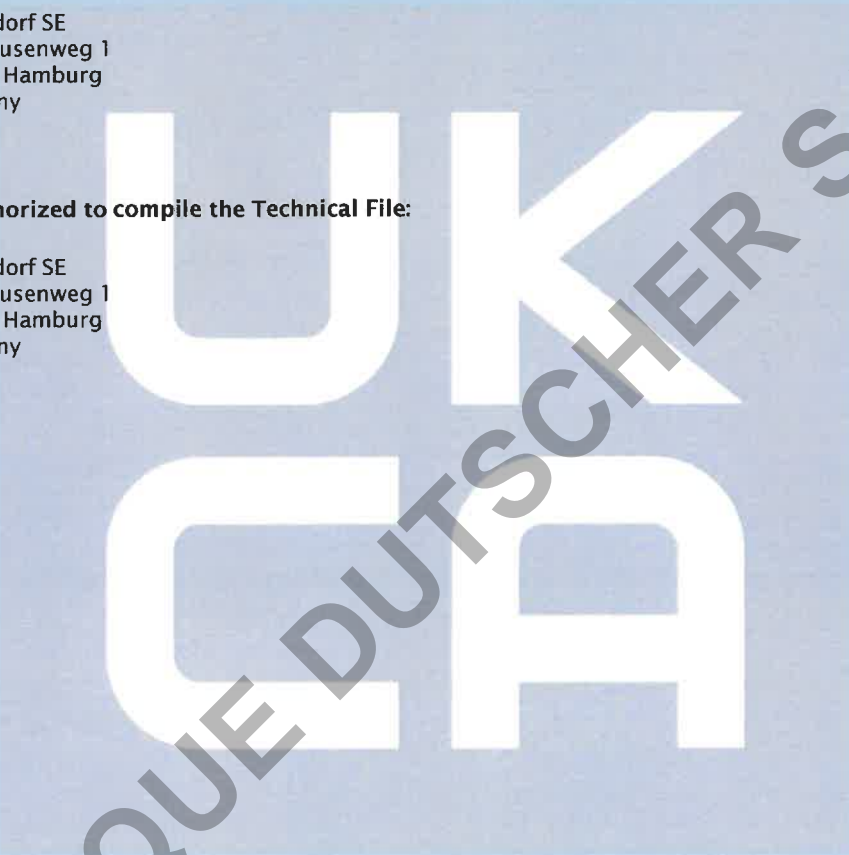 dorf SE
usenweg 1
Hamburg
ny
norized to compile the Technical File:
dorf SE
usenweg 1
Hamburg
ny
UK
CA
QUE DUTSCHER S